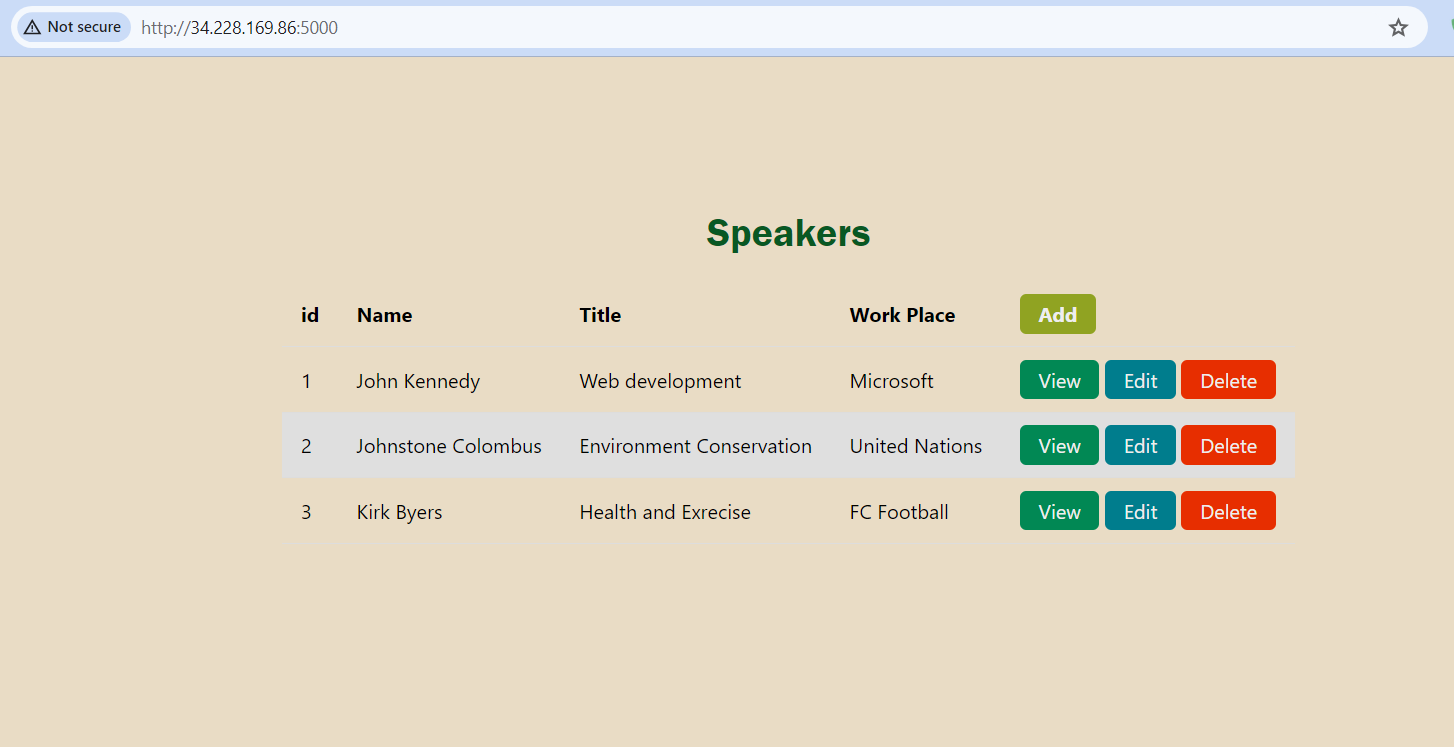 Not secure http://34.228.169.86:5000
Speakers
id Name Title Work Place Add
1 John Kennedy Web development Microsoft View Edit Delete
2 Johnstone Colombus Environment Conservation United Nations View Edit Delete
3 Kirk Byers Health and Exrecise FC Football View Edit Delete